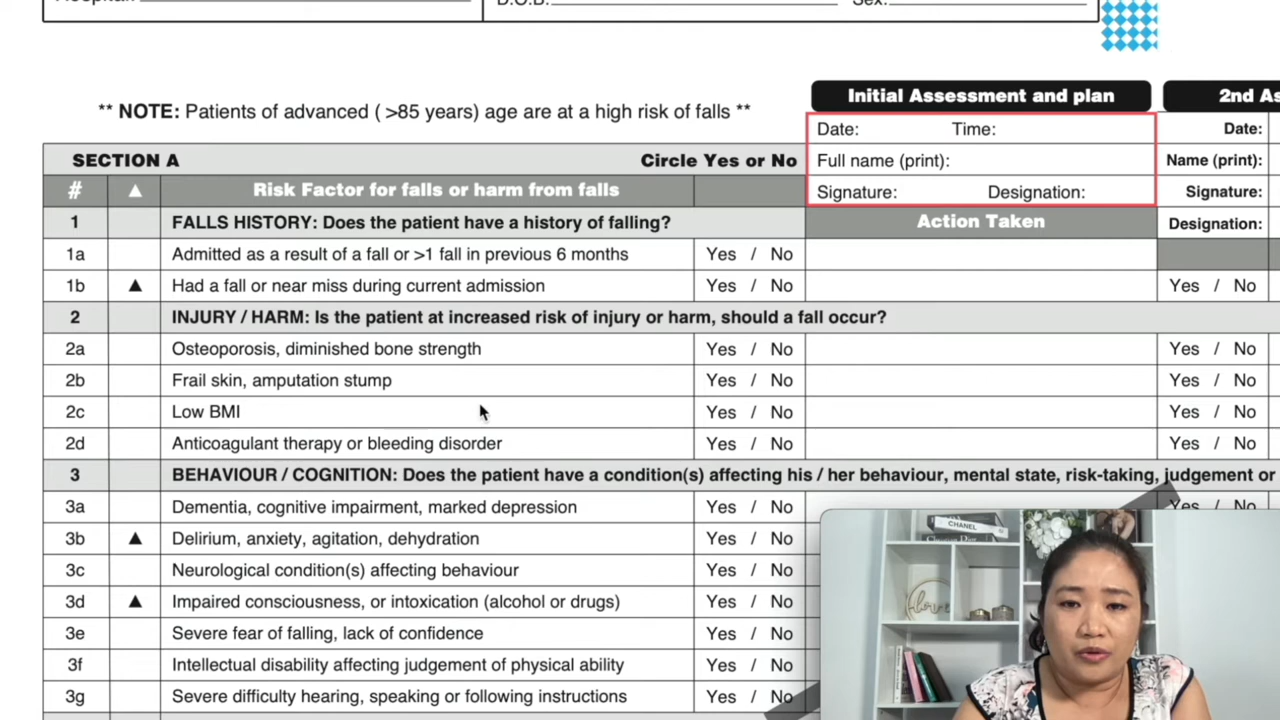 Hospital:
D.O.B. Sex:
** NOTE: Patients of advanced ( >85 years) age are at a high risk of falls **
Initial Assessment and plan
2nd
Date: Time:
Date:
SECTION A Circle Yes or No
Full name (print):
Name (print):
# ▲ Risk Factor for falls or harm from falls
Signature: Designation:
Signature:
1 FALLS HISTORY: Does the patient have a history of falling? Action Taken
Designation:
1a Admitted as a result of a fall or >1 fall in previous 6 months Yes / No
1b ▲ Had a fall or near miss during current admission Yes / No Yes / No
2 INJURY / HARM: Is the patient at increased risk of injury or harm, should a fall occur?
2a Osteoporosis, diminished bone strength Yes / No Yes / No
2b Frail skin, amputation stump Yes / No Yes / No
2c Low BMI Yes / No Yes / No
2d Anticoagulant therapy or bleeding disorder Yes / No Yes / No
3 BEHAVIOUR / COGNITION: Does the patient have a condition(s) affecting his / her behaviour, mental state, risk-taking, judgement or
3a Dementia, cognitive impairment, marked depression Yes / No Yes / No
3b ▲ Delirium, anxiety, agitation, dehydration Yes / No
3c Neurological condition(s) affecting behaviour Yes / No
3d ▲ Impaired consciousness, or intoxication (alcohol or drugs) Yes / No
3e Severe fear of falling, lack of confidence Yes / No
3f Intellectual disability affecting judgement of physical ability Yes / No
3g Severe difficulty hearing, speaking or following instructions Yes / No
CHANEL
Christian Dior
love